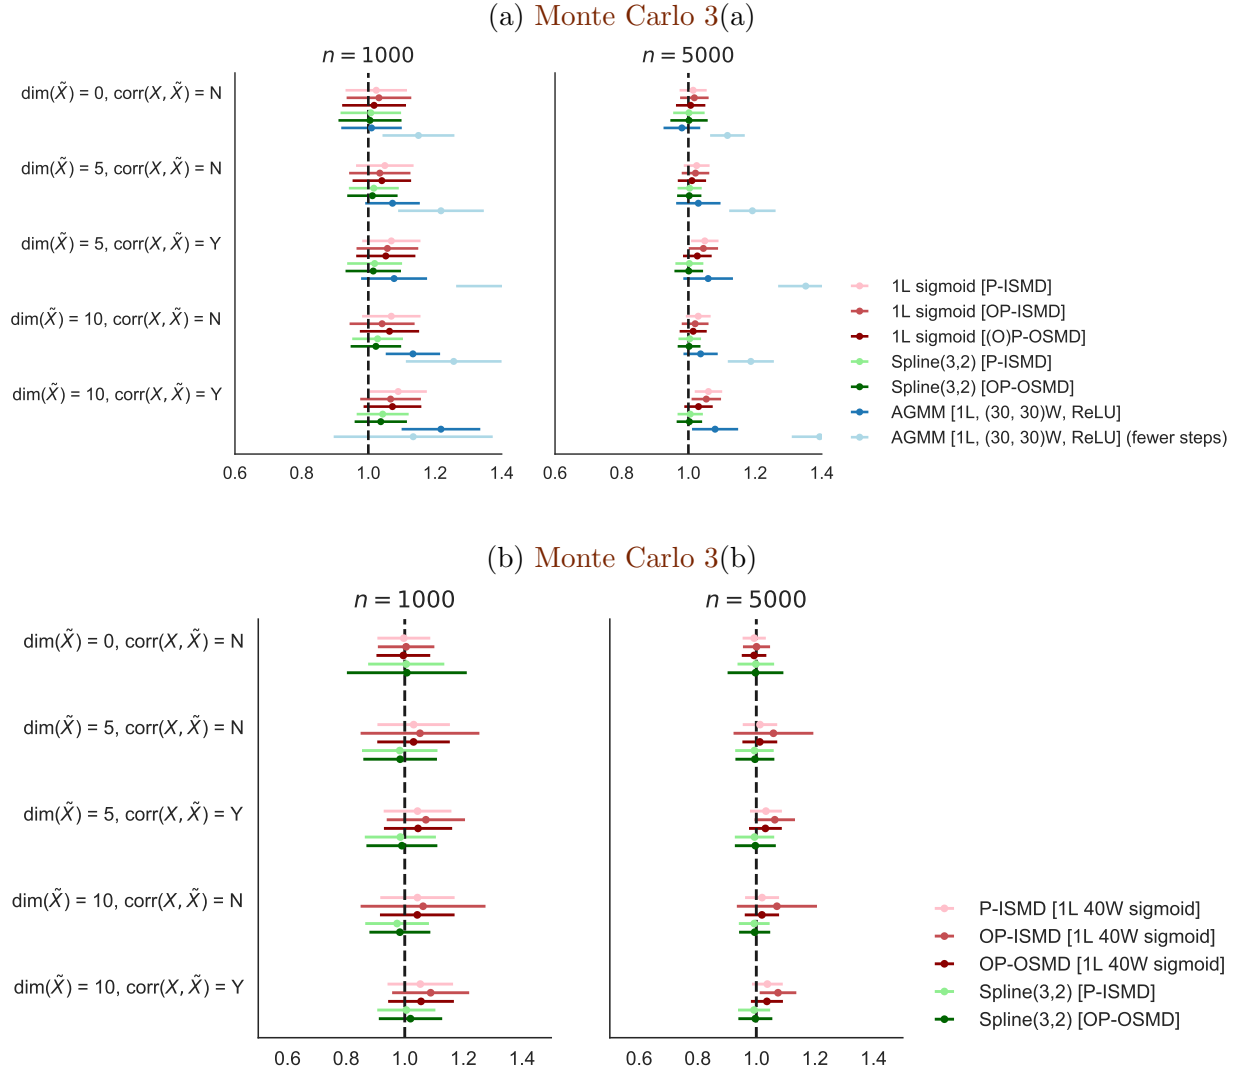 (a) Monte Carlo 3(a)
n = 1000
n = 5000
dim(X̃) = 0, corr(X, X̃) = N
dim(X̃) = 5, corr(X, X̃) = N
dim(X̃) = 5, corr(X, X̃) = Y
dim(X̃) = 10, corr(X, X̃) = N
dim(X̃) = 10, corr(X, X̃) = Y
0.6 0.8 1.0 1.2 1.4
0.6 0.8 1.0 1.2 1.4
1L sigmoid [P-ISMD]
1L sigmoid [OP-ISMD]
1L sigmoid [(O)P-OSMD]
Spline(3,2) [P-ISMD]
Spline(3,2) [OP-OSMD]
AGMM [1L, (30, 30)W, ReLU]
AGMM [1L, (30, 30)W, ReLU] (fewer steps)
(b) Monte Carlo 3(b)
n = 1000
n = 5000
dim(X̃) = 0, corr(X, X̃) = N
dim(X̃) = 5, corr(X, X̃) = N
dim(X̃) = 5, corr(X, X̃) = Y
dim(X̃) = 10, corr(X, X̃) = N
dim(X̃) = 10, corr(X, X̃) = Y
0.6 0.8 1.0 1.2 1.4
0.6 0.8 1.0 1.2 1.4
P-ISMD [1L 40W sigmoid]
OP-ISMD [1L 40W sigmoid]
OP-OSMD [1L 40W sigmoid]
Spline(3,2) [P-ISMD]
Spline(3,2) [OP-OSMD]